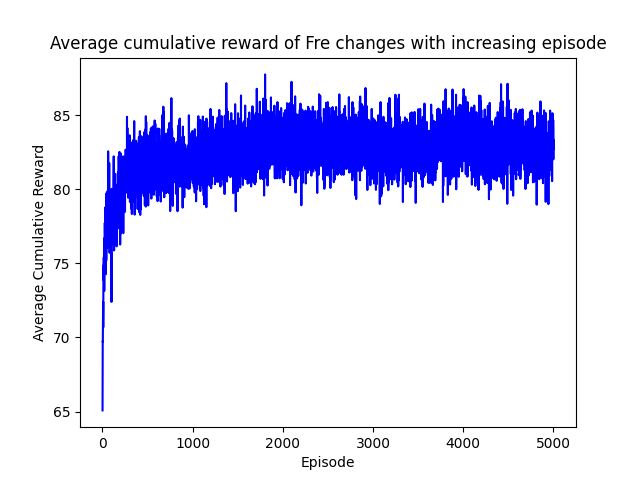 Average cumulative reward of Fre changes with increasing episode
85
80
75
70
65
Average Cumulative Reward
0 1000 2000 3000 4000 5000
Episode